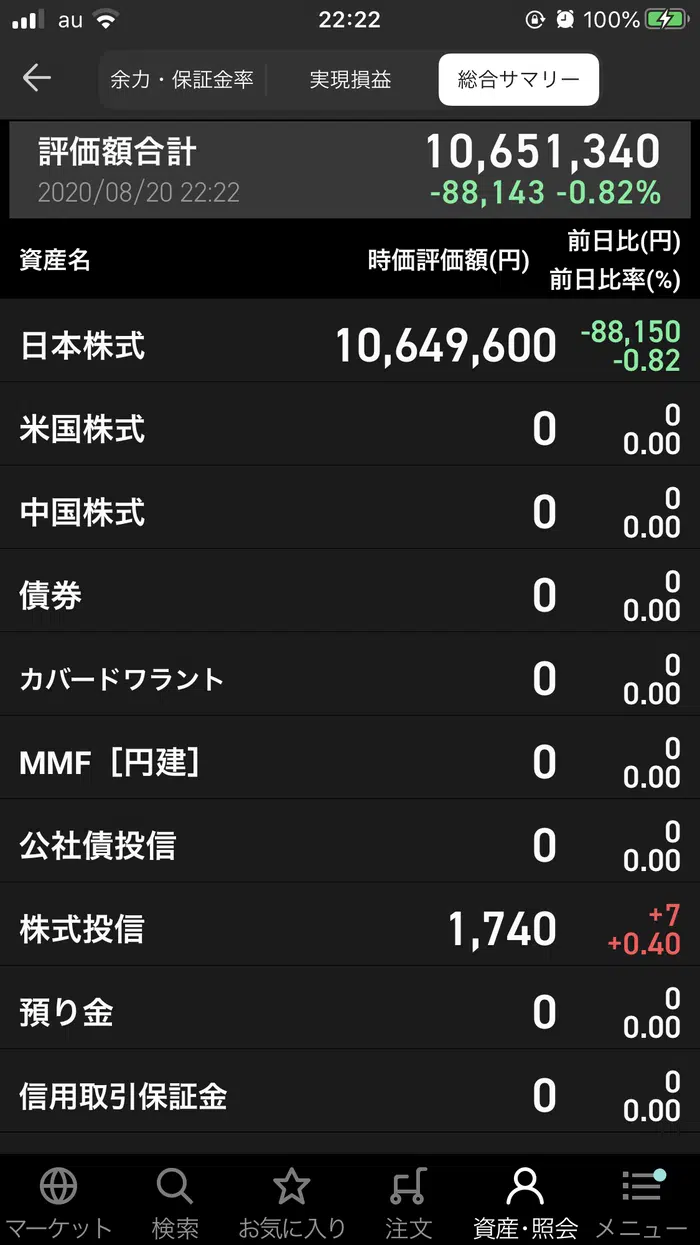 au 22:22 100%
余力・保証金率 実現損益 総合サマリー
評価額合計 10,651,340
2020/08/20 22:22 -88,143 -0.82%
資産名 時価評価額(円) 前日比(円)
前日比率(%)
日本株式 10,649,600 -88,150
-0.82
米国株式 0 0
0.00
中国株式 0 0
0.00
債券 0 0
0.00
カバードワラント 0 0
0.00
MMF［円建］ 0 0
0.00
公社債投信 0 0
0.00
株式投信 1,740 +7
+0.40
預り金 0 0
0.00
信用取引保証金 0 0
0.00
マーケット 検索 お気に入り 注文 資産・照会 メニュー